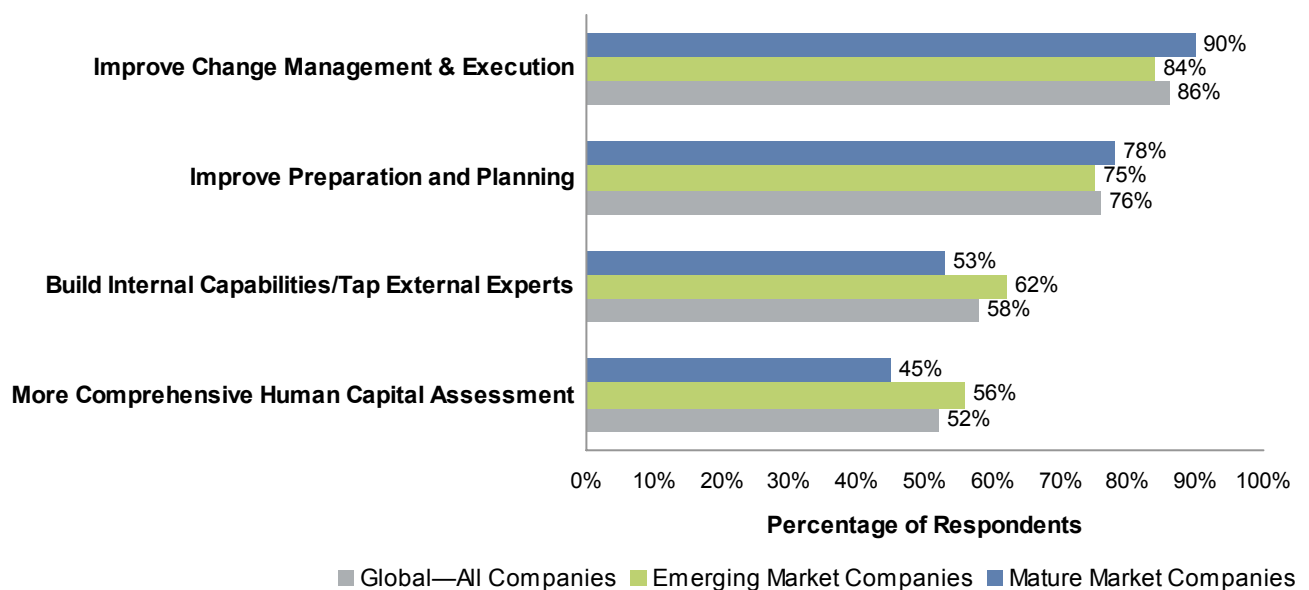 Improve Change Management & Execution
90%
84%
86%
Improve Preparation and Planning
78%
75%
76%
Build Internal Capabilities/Tap External Experts
53%
62%
58%
More Comprehensive Human Capital Assessment
45%
56%
52%
0% 10% 20% 30% 40% 50% 60% 70% 80% 90% 100%
Percentage of Respondents
Global—All Companies Emerging Market Companies Mature Market Companies